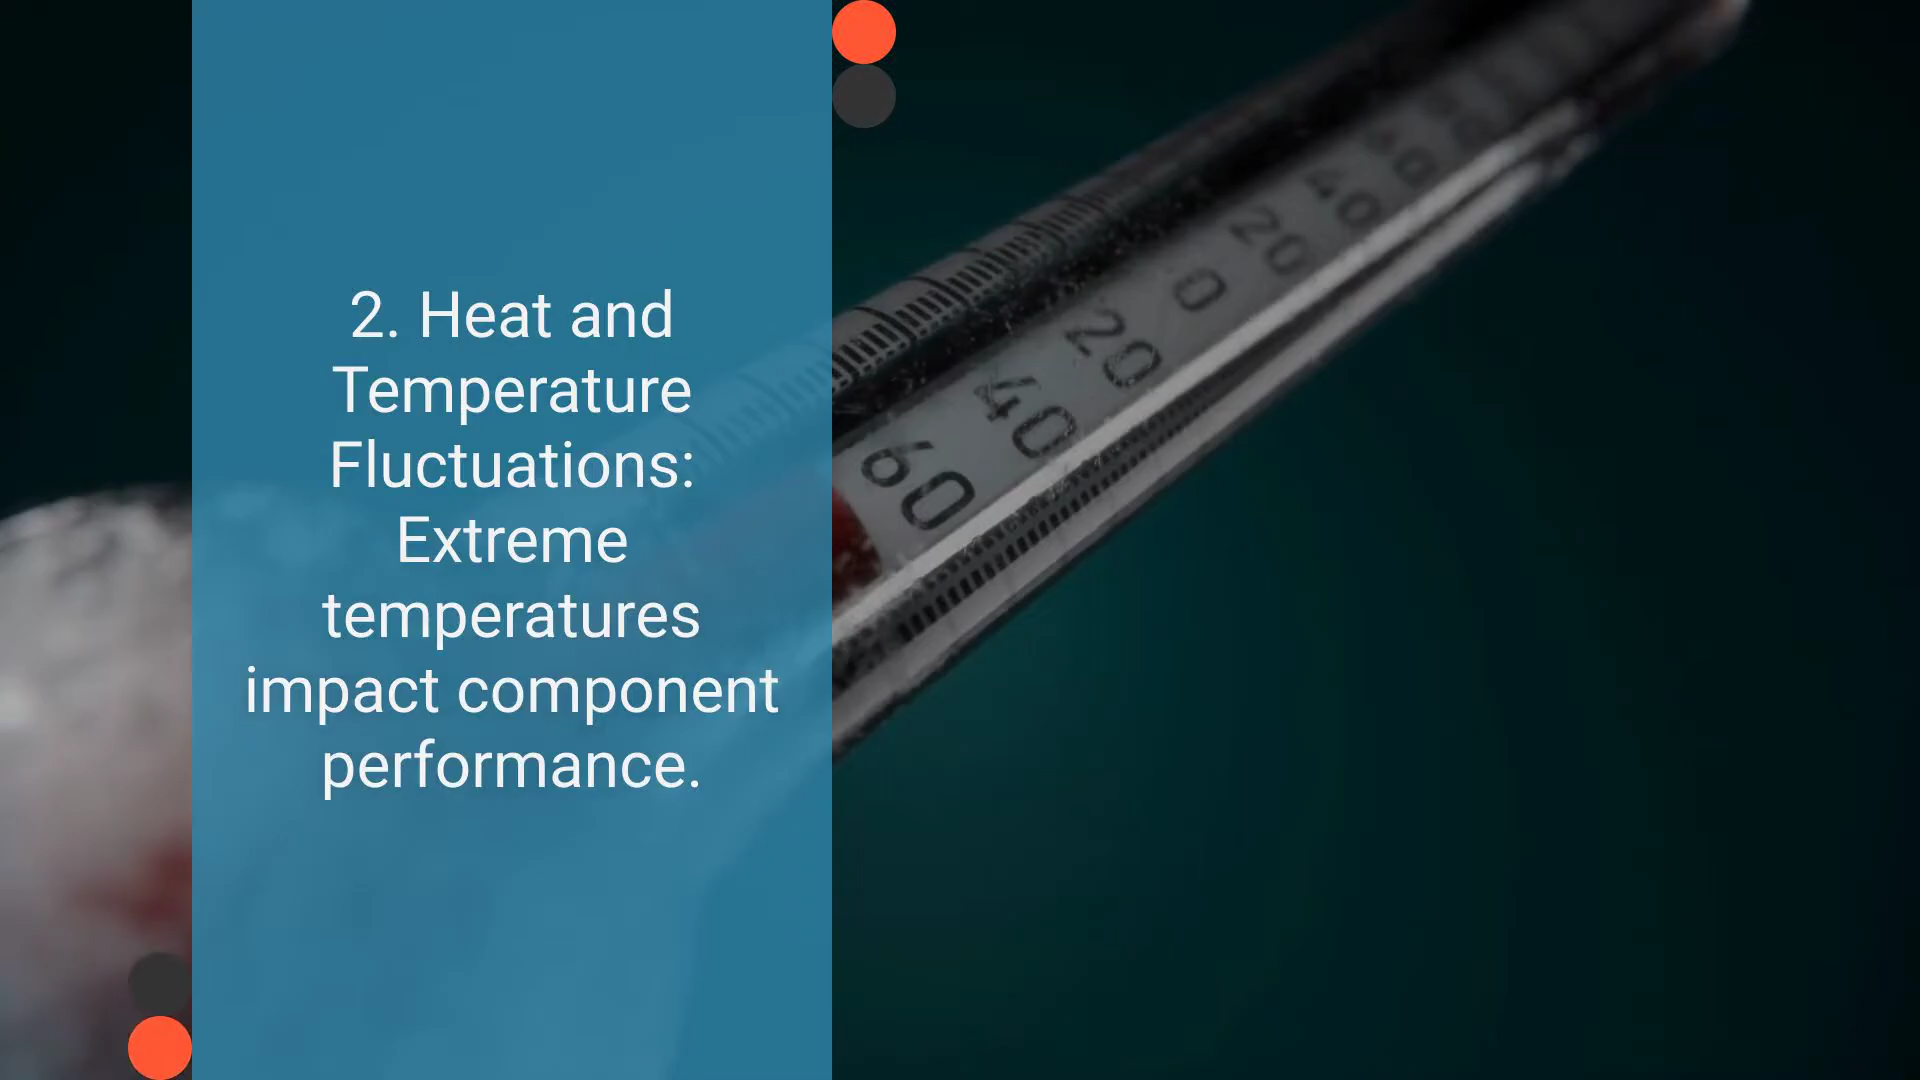 2. Heat and
Temperature
Fluctuations:
Extreme
temperatures
impact component
performance.
60
40
20
0
20
40